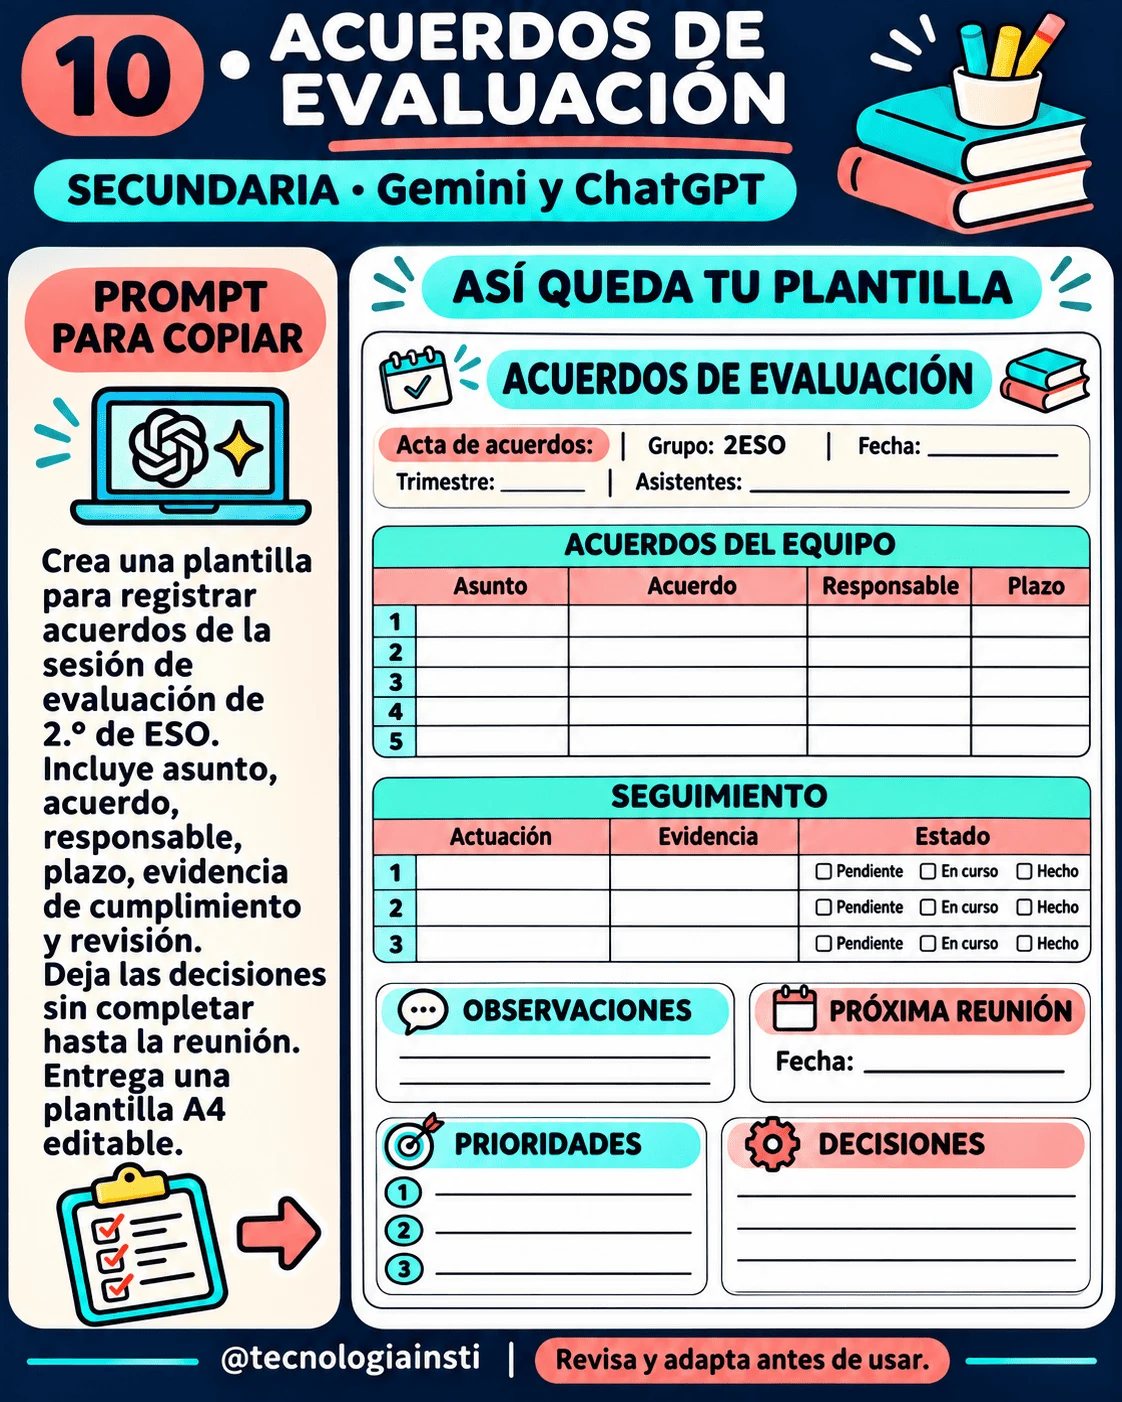 10 • ACUERDOS DE
EVALUACIÓN
SECUNDARIA • Gemini y ChatGPT
PROMPT
PARA COPIAR
Crea una plantilla
para registrar
acuerdos de la
sesión de
evaluación de
2.º de ESO.
Incluye asunto,
acuerdo,
responsable,
plazo, evidencia
de cumplimiento
y revisión.
Deja las decisiones
sin completar
hasta la reunión.
Entrega una
plantilla A4
editable.
ASÍ QUEDA TU PLANTILLA
ACUERDOS DE EVALUACIÓN
Acta de acuerdos: | Grupo: 2ESO | Fecha:
Trimestre: | Asistentes:
ACUERDOS DEL EQUIPO
Asunto Acuerdo Responsable Plazo
1
2
3
4
5
SEGUIMIENTO
Actuación Evidencia Estado
1 Pendiente En curso Hecho
2 Pendiente En curso Hecho
3 Pendiente En curso Hecho
OBSERVACIONES
PRÓXIMA REUNIÓN
Fecha:
PRIORIDADES
1
2
3
DECISIONES
@tecnologiainsti | Revisa y adapta antes de usar.